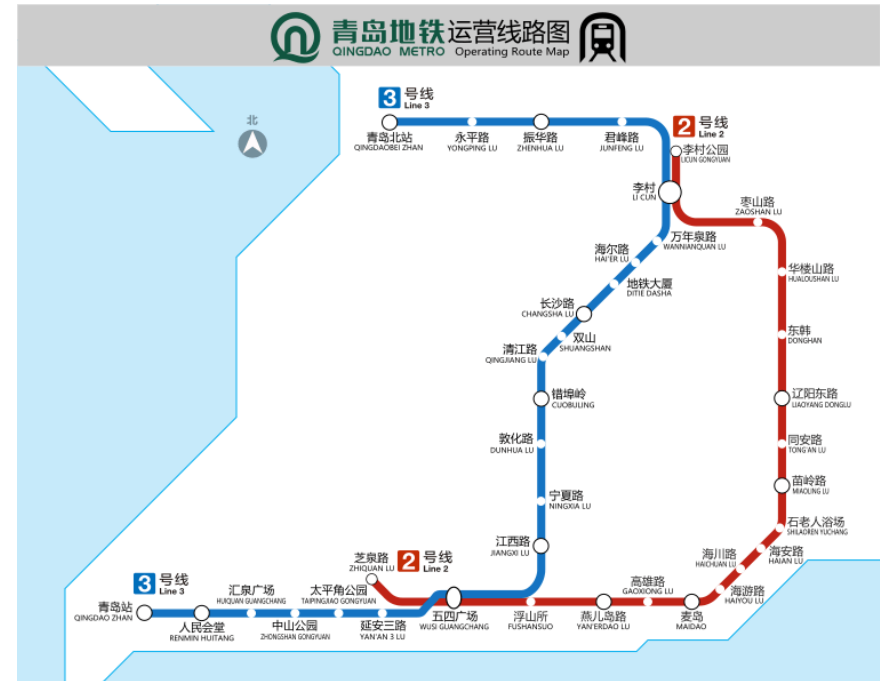 青岛地铁 运营线路图
QINGDAO METRO Operating Route Map
北
3 号线
Line 3
青岛北站
QINGDAOBEI ZHAN
永平路
YONGPING LU
振华路
ZHENHUA LU
君峰路
JUNFENG LU
2 号线
Line 2
李村公园
LICUN GONGYUAN
李村
LI CUN
枣山路
ZAOSHAN LU
万年泉路
WANNIANQUAN LU
海尔路
HAI'ER LU
华楼山路
HUALOUSHAN LU
地铁大厦
DITIE DASHA
长沙路
CHANGSHA LU
双山
SHUANGSHAN
东韩
DONGHAN
清江路
QINGJIANG LU
错埠岭
CUOBULING
辽阳东路
LIAOYANG DONGLU
敦化路
DUNHUA LU
同安路
TONG'AN LU
苗岭路
MIAOLING LU
宁夏路
NINGXIA LU
石老人浴场
SHILAOREN YUCHANG
江西路
JIANGXI LU
海安路
HAIAN LU
海川路
HAICHUAN LU
海游路
HAIYOU LU
芝泉路
ZHIQUAN LU
2 号线
Line 2
3 号线
Line 3
青岛站
QINGDAO ZHAN
人民会堂
RENMIN HUITANG
汇泉广场
HUIQUAN GUANGCHANG
中山公园
ZHONGSHAN GONGYUAN
太平角公园
TAIPINGJIAO GONGYUAN
延安三路
YAN'AN 3 LU
五四广场
WUSI GUANGCHANG
浮山所
FUSHANSUO
燕儿岛路
YAN'ERDAO LU
高雄路
GAOXIONG LU
麦岛
MAIDAO